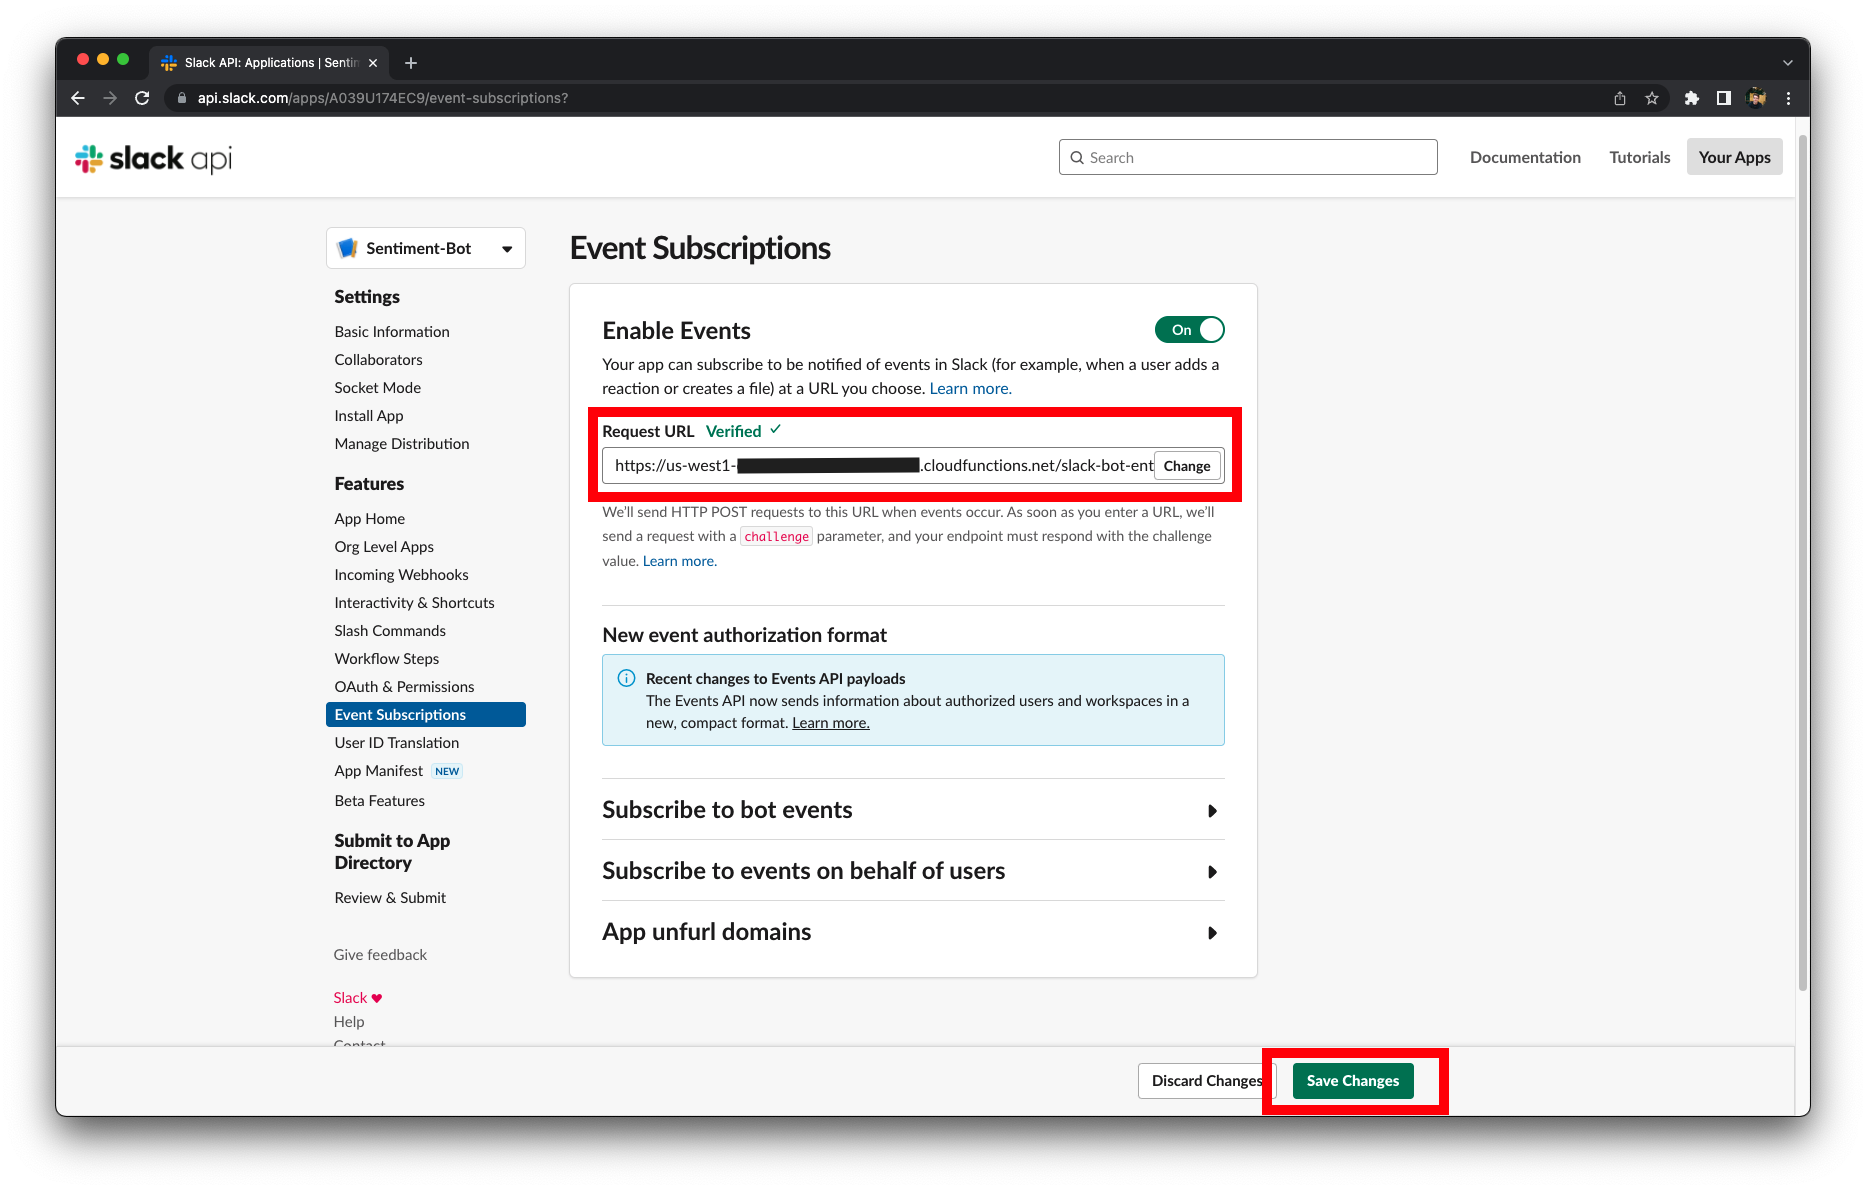 Slack API: Applications | Sentin
api.slack.com/apps/A039U174EC9/event-subscriptions?
slack api
Search
Documentation
Tutorials
Your Apps
Sentiment-Bot
Settings
Basic Information
Collaborators
Socket Mode
Install App
Manage Distribution
Features
App Home
Org Level Apps
Incoming Webhooks
Interactivity & Shortcuts
Slash Commands
Workflow Steps
OAuth & Permissions
Event Subscriptions
User ID Translation
App Manifest NEW
Beta Features
Submit to App
Directory
Review & Submit
Give feedback
Slack ♥
Help
Contact
Event Subscriptions
Enable Events
On
Your app can subscribe to be notified of events in Slack (for example, when a user adds a
reaction or creates a file) at a URL you choose. Learn more.
Request URL Verified ✓
https://us-west1- .cloudfunctions.net/slack-bot-ent
Change
We'll send HTTP POST requests to this URL when events occur. As soon as you enter a URL, we'll
send a request with a challenge parameter, and your endpoint must respond with the challenge
value. Learn more.
New event authorization format
Recent changes to Events API payloads
The Events API now sends information about authorized users and workspaces in a
new, compact format. Learn more.
Subscribe to bot events
Subscribe to events on behalf of users
App unfurl domains
Discard Changes
Save Changes